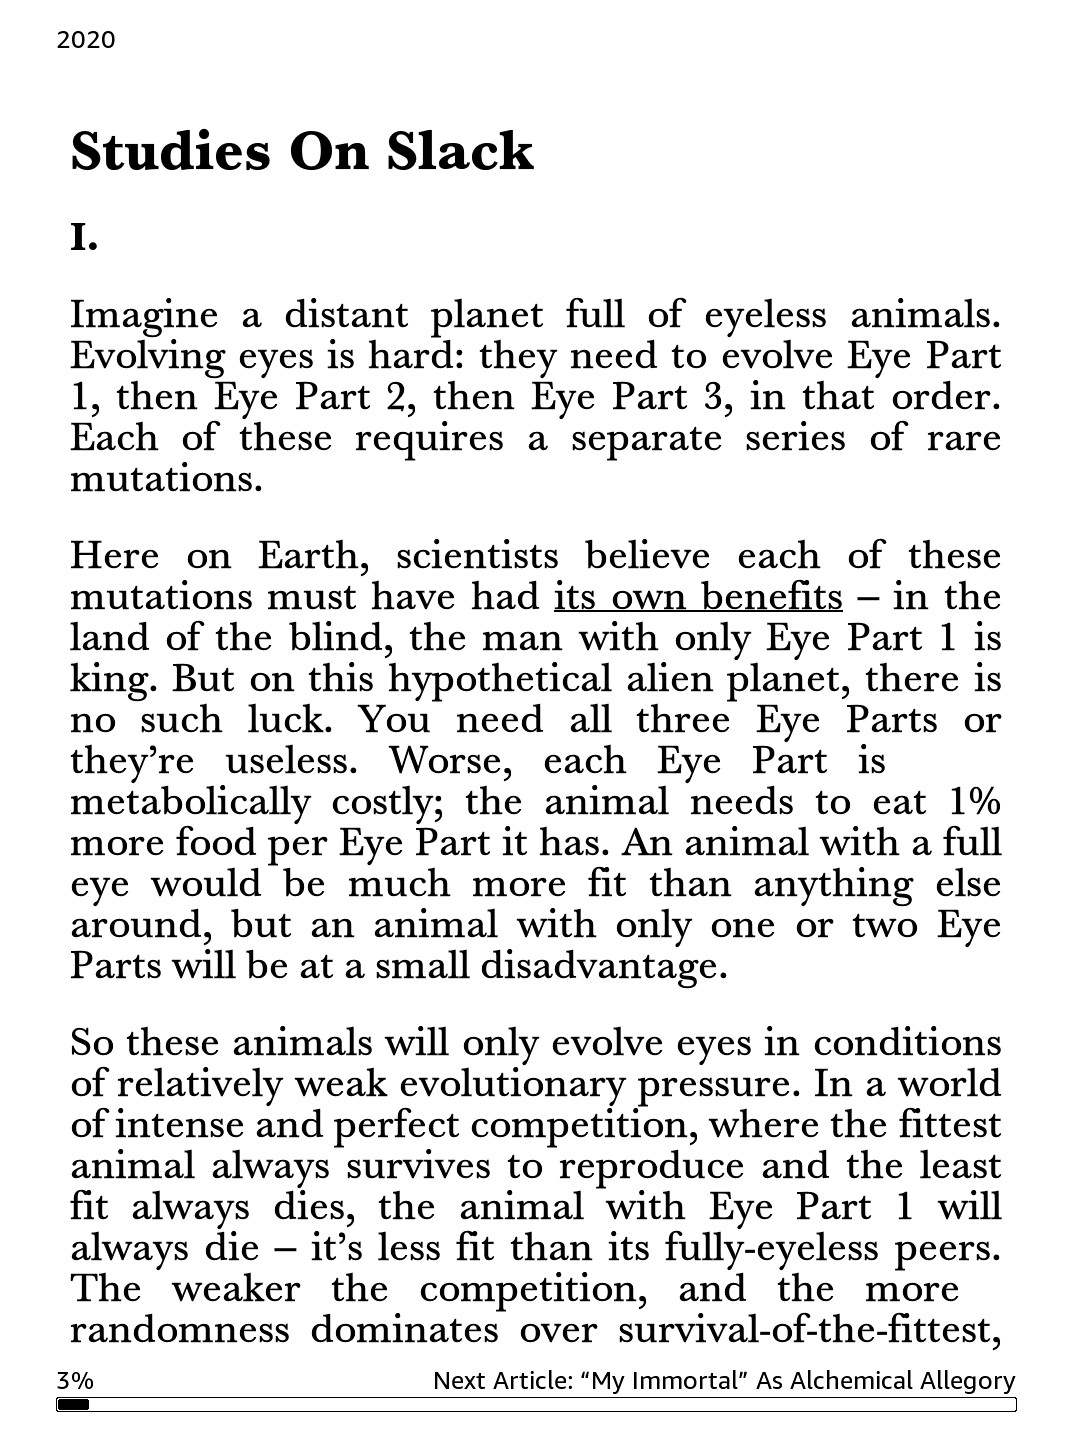 2020
Studies On Slack
I.
Imagine a distant planet full of eyeless animals.
Evolving eyes is hard: they need to evolve Eye Part
1, then Eye Part 2, then Eye Part 3, in that order.
Each of these requires a separate series of rare
mutations.
Here on Earth, scientists believe each of these
mutations must have had its own benefits – in the
land of the blind, the man with only Eye Part 1 is
king. But on this hypothetical alien planet, there is
no such luck. You need all three Eye Parts or
they’re useless. Worse, each Eye Part is
metabolically costly; the animal needs to eat 1%
more food per Eye Part it has. An animal with a full
eye would be much more fit than anything else
around, but an animal with only one or two Eye
Parts will be at a small disadvantage.
So these animals will only evolve eyes in conditions
of relatively weak evolutionary pressure. In a world
of intense and perfect competition, where the fittest
animal always survives to reproduce and the least
fit always dies, the animal with Eye Part 1 will
always die – it’s less fit than its fully-eyeless peers.
The weaker the competition, and the more
randomness dominates over survival-of-the-fittest,
3%
Next Article: “My Immortal” As Alchemical Allegory